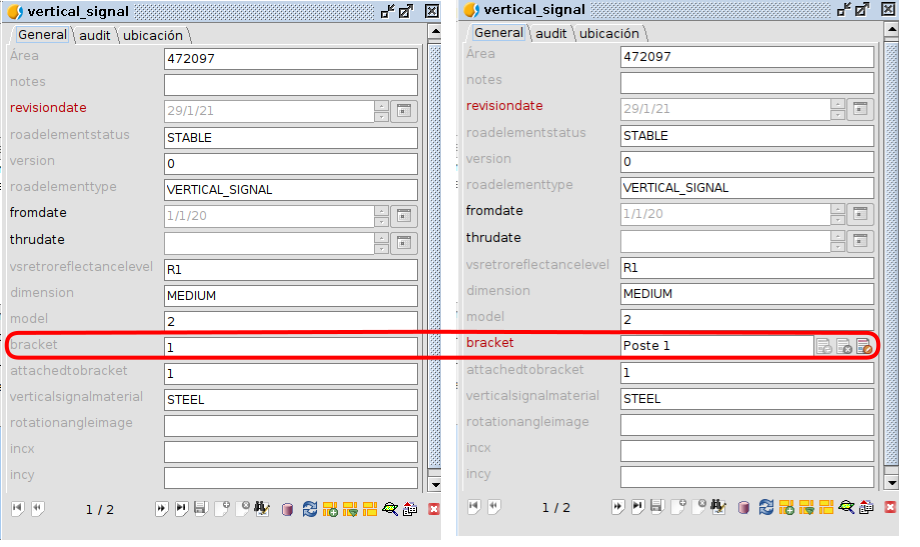 vertical_signal
General audit ubicación
Área 472097
notes
revisiondate 29/1/21
roadelementstatus STABLE
version 0
roadelementtype VERTICAL_SIGNAL
fromdate 1/1/20
thrudate
vsretroreflectancelevel R1
dimension MEDIUM
model 2
bracket 1
attachedtobracket 1
verticalsignalmaterial STEEL
rotationangleimage
incx
incy
1 / 2
vertical_signal
General audit ubicación
Área 472097
notes
revisiondate 29/1/21
roadelementstatus STABLE
version 0
roadelementtype VERTICAL_SIGNAL
fromdate 1/1/20
thrudate
vsretroreflectancelevel R1
dimension MEDIUM
model 2
bracket Poste 1
attachedtobracket 1
verticalsignalmaterial STEEL
rotationangleimage
incx
incy
1 / 2